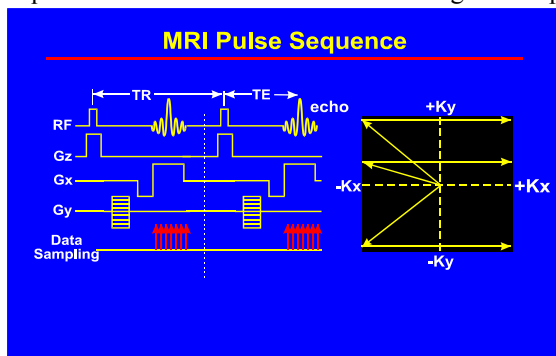 MRI Pulse Sequence
TR
TE
echo
RF
Gz
Gx
Gy
Data
Sampling
+Ky
-Kx
+Kx
-Ky